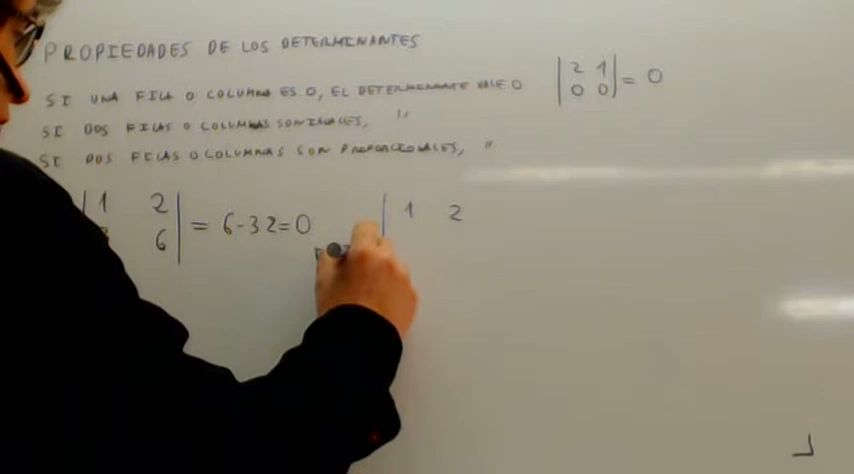 PROPIEDADES DE LOS DETERMINANTES
SI UNA FILA O COLUMNA ES 0, EL DETERMINANTE VALE 0 | 2 1 | = 0
| 0 0 |
SI DOS FILAS O COLUMNAS SON IGUALES, "
SI DOS FILAS O COLUMNAS SON PROPORCIONALES, "
| 1 2 | = 6-32=0 | 1 2
6 |